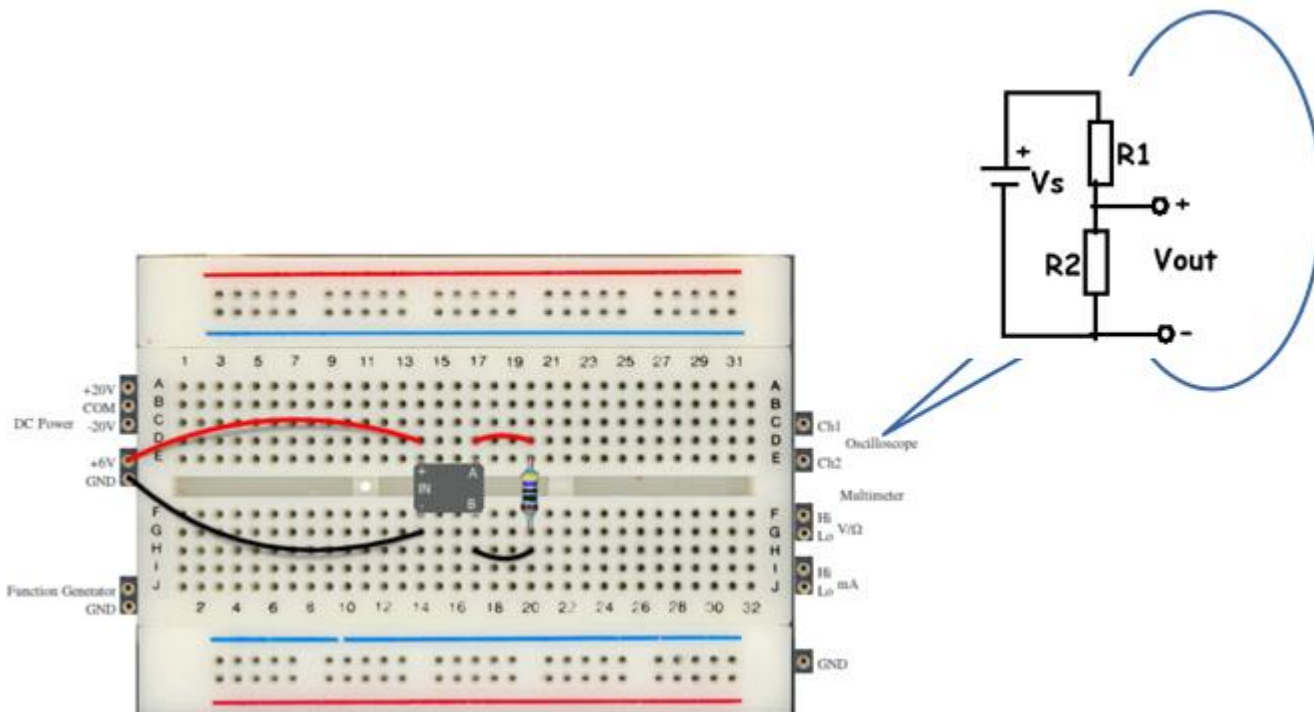 +
Vs
R1
+
R2
Vout
-
1 3 5 7 9 11 13 15 17 19 21 23 25 27 29 31
A
B
C
D
E
A
B
C
D
E
+20V
COM
DC Power -20V
+6V
GND
Ch1
Oscilloscope
Ch2
+ A
IN
- B
Multimeter
F
G
H
I
J
F
G
H
I
J
Hi
Lo V/Ω
Hi
Lo mA
Function Generator
GND
2 4 6 8 10 12 14 16 18 20 22 24 26 28 30 32
GND